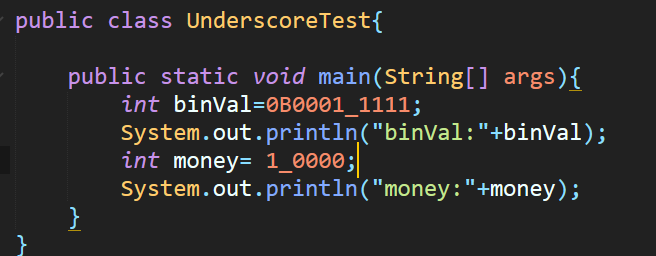 public class UnderscoreTest{
public static void main(String[] args){
int binVal=0B0001_1111;
System.out.println("binVal:"+binVal);
int money= 1_0000;
System.out.println("money:"+money);
}
}